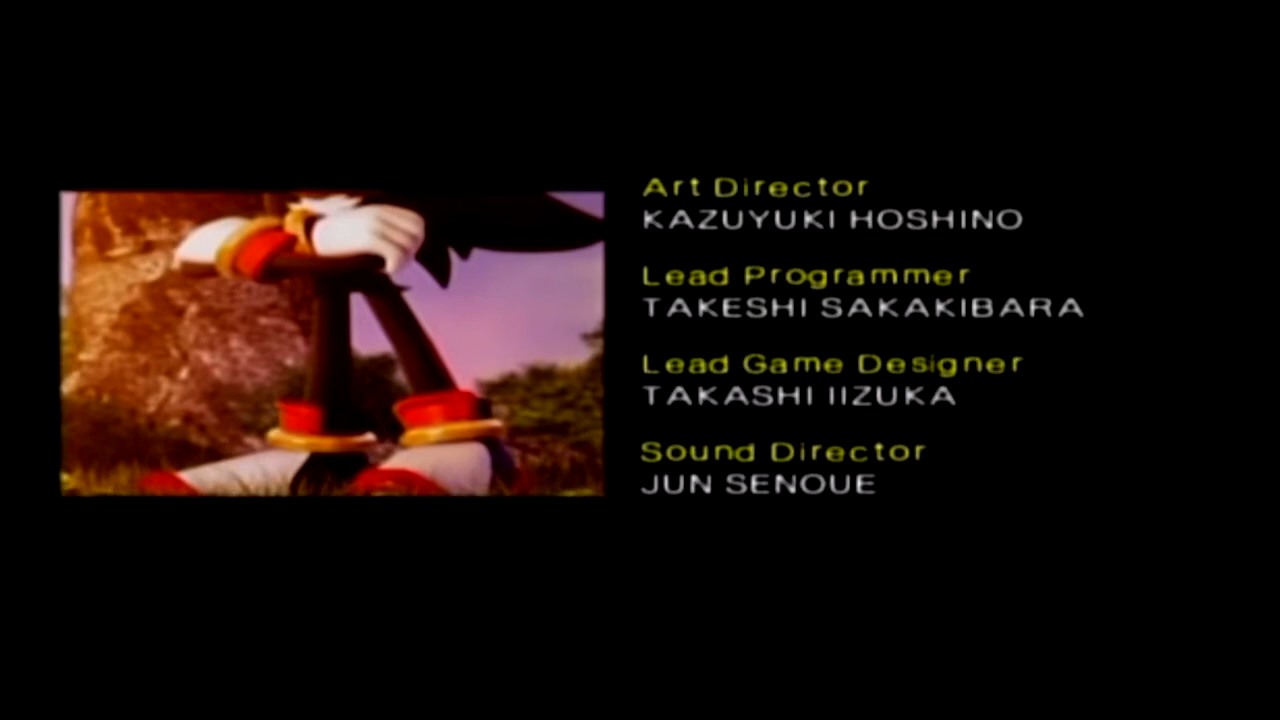 Art Director
KAZUYUKI HOSHINO
Lead Programmer
TAKESHI SAKAKIBARA
Lead Game Designer
TAKASHI IIZUKA
Sound Director
JUN SENOUE